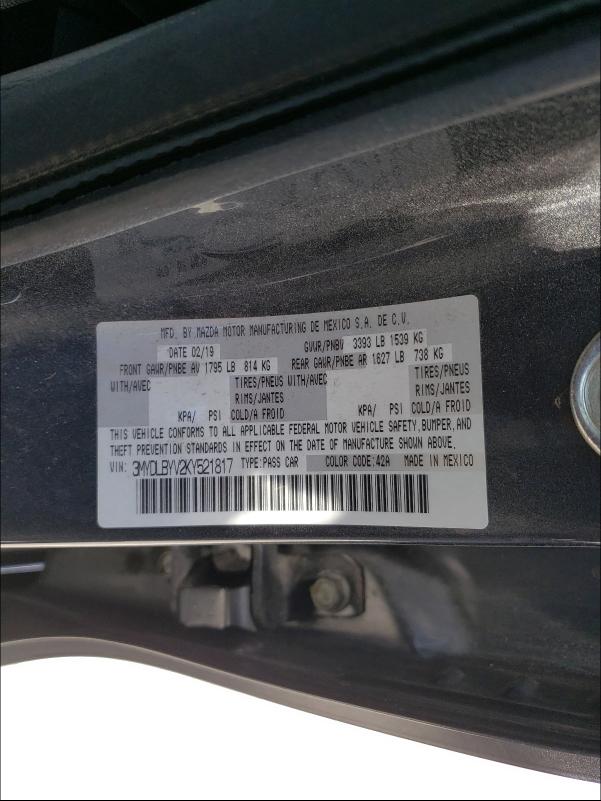 MFD. BY MAZDA MOTOR MANUFACTURING DE MEXICO S.A. DE C.V.
DATE 02/19 GVWR/PNBV 3393 LB 1539 KG
FRONT GAWR/PNBE AV 1795 LB 814 KG REAR GAWR/PNBE AR 1627 LB 738 KG
WITH/AVEC TIRES/PNEUS WITH/AVEC TIRES/PNEUS
RIMS/JANTES RIMS/JANTES
KPA/ PSI COLD/A FROID KPA/ PSI COLD/A FROID
THIS VEHICLE CONFORMS TO ALL APPLICABLE FEDERAL MOTOR VEHICLE SAFETY, BUMPER, AND
THEFT PREVENTION STANDARDS IN EFFECT ON THE DATE OF MANUFACTURE SHOWN ABOVE.
VIN: 3MYDLBYV2KY521817 TYPE:PASS CAR COLOR CODE:42A MADE IN MEXICO